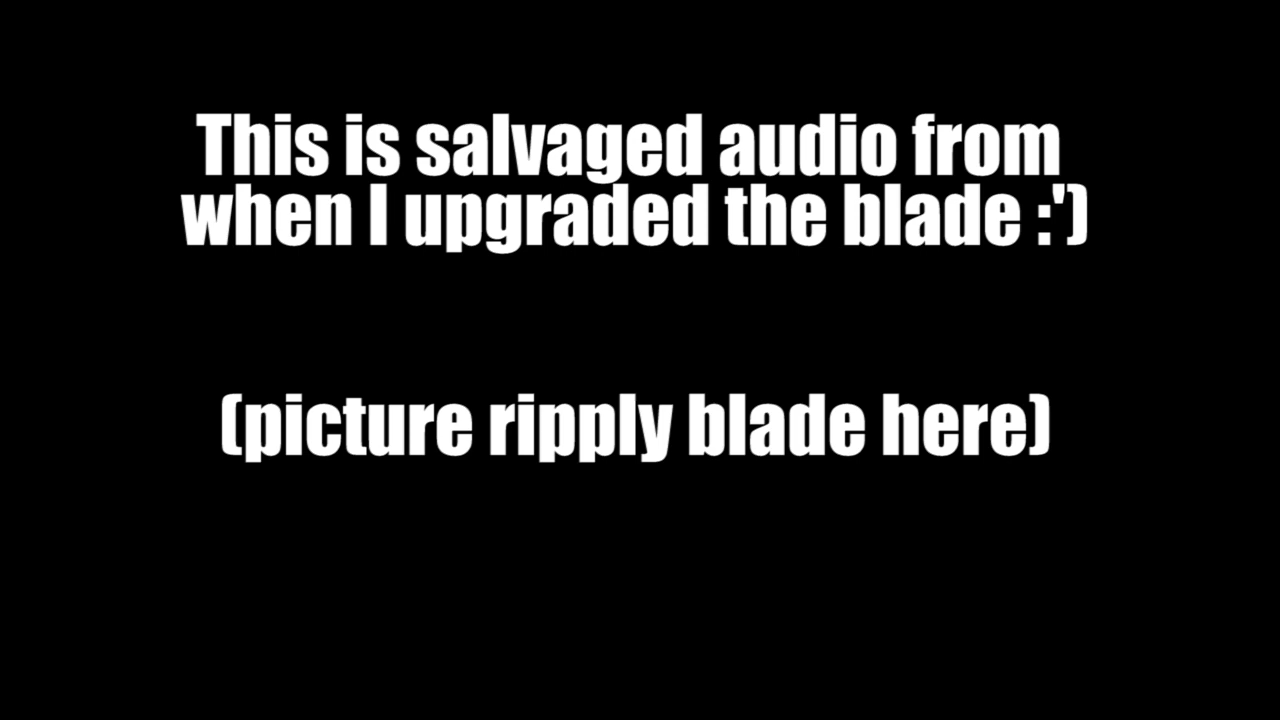 This is salvaged audio from
when I upgraded the blade :')
(picture ripply blade here)